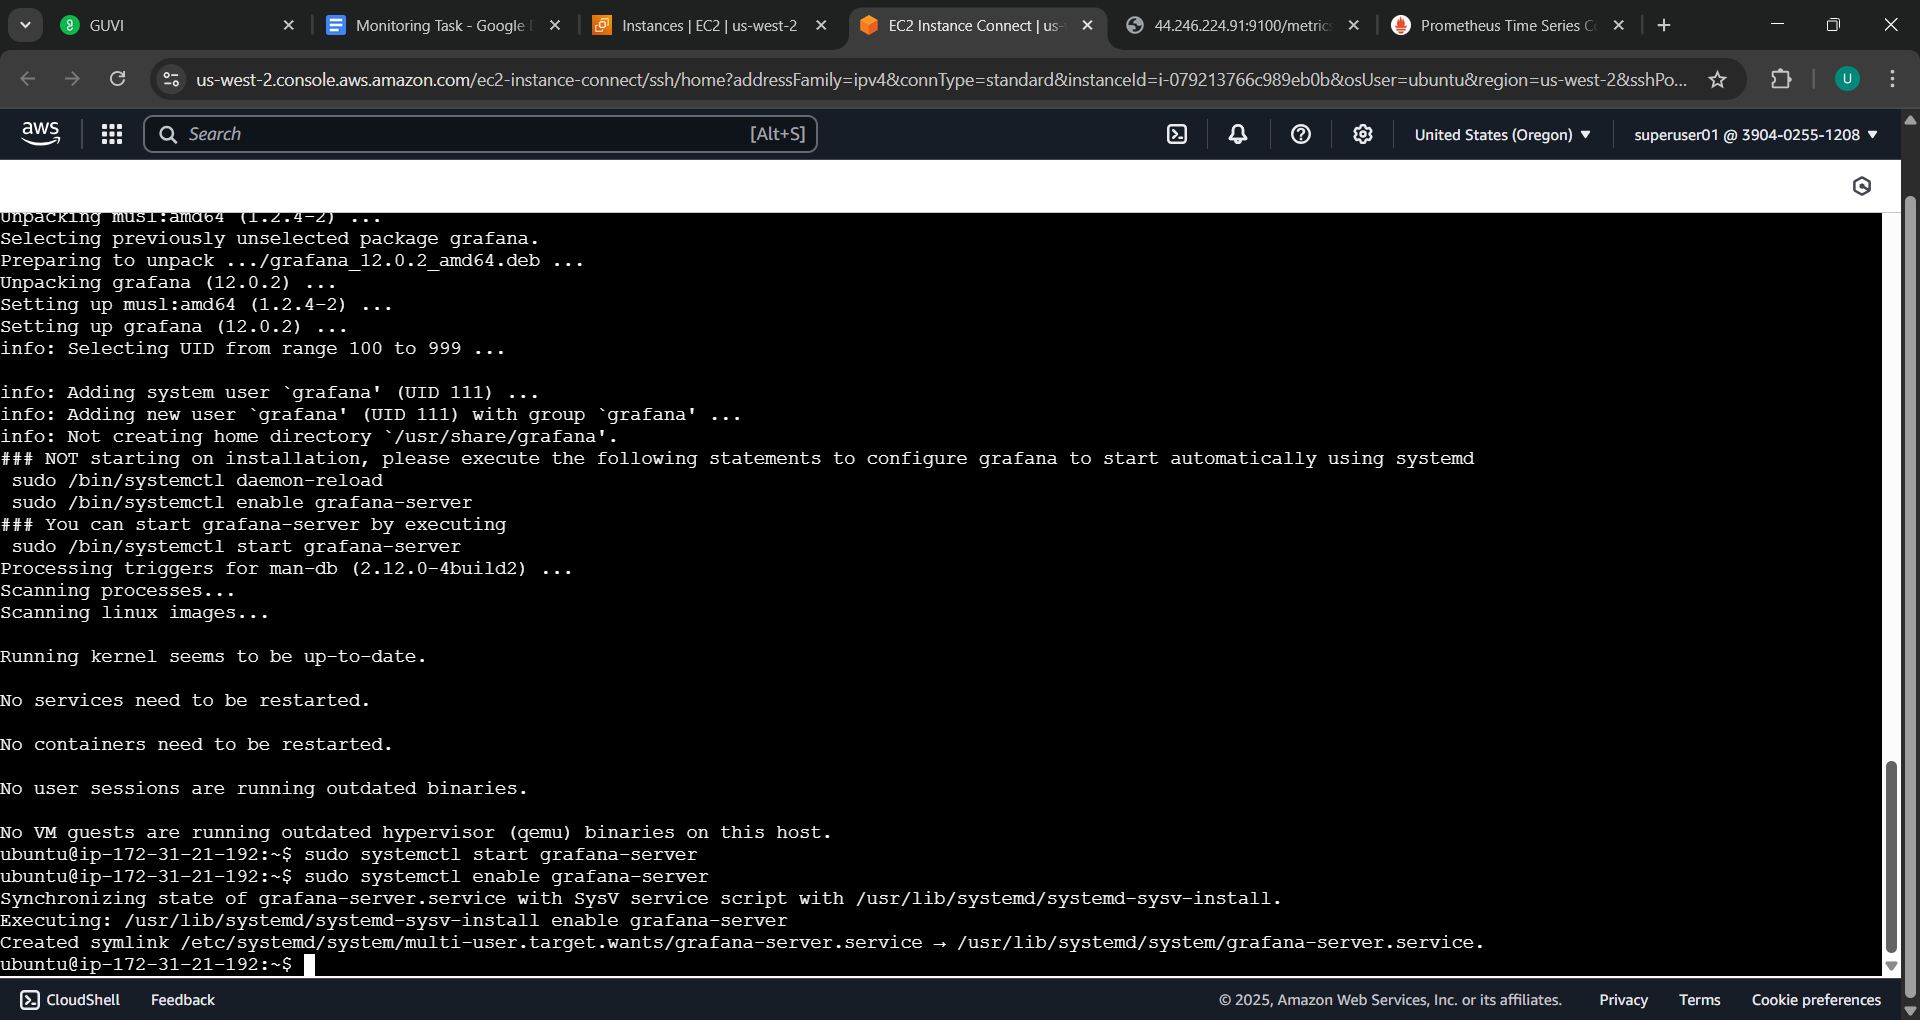 GUVI
Monitoring Task - Google
Instances | EC2 | us-west-2
EC2 Instance Connect | us-
44.246.224.91:9100/metrics
Prometheus Time Series Co
us-west-2.console.aws.amazon.com/ec2-instance-connect/ssh/home?addressFamily=ipv4&connType=standard&instanceId=i-079213766c989eb0b&osUser=ubuntu&region=us-west-2&sshPo...
U
aws
Search
[Alt+S]
United States (Oregon)
superuser01 @ 3904-0255-1208
Unpacking musl:amd64 (1.2.4-2) ...
Selecting previously unselected package grafana.
Preparing to unpack .../grafana_12.0.2_amd64.deb ...
Unpacking grafana (12.0.2) ...
Setting up musl:amd64 (1.2.4-2) ...
Setting up grafana (12.0.2) ...
info: Selecting UID from range 100 to 999 ...
info: Adding system user `grafana' (UID 111) ...
info: Adding new user `grafana' (UID 111) with group `grafana' ...
info: Not creating home directory `/usr/share/grafana'.
### NOT starting on installation, please execute the following statements to configure grafana to start automatically using systemd
sudo /bin/systemctl daemon-reload
sudo /bin/systemctl enable grafana-server
### You can start grafana-server by executing
sudo /bin/systemctl start grafana-server
Processing triggers for man-db (2.12.0-4build2) ...
Scanning processes...
Scanning linux images...
Running kernel seems to be up-to-date.
No services need to be restarted.
No containers need to be restarted.
No user sessions are running outdated binaries.
No VM guests are running outdated hypervisor (qemu) binaries on this host.
ubuntu@ip-172-31-21-192:~$ sudo systemctl start grafana-server
ubuntu@ip-172-31-21-192:~$ sudo systemctl enable grafana-server
Synchronizing state of grafana-server.service with SysV service script with /usr/lib/systemd/systemd-sysv-install.
Executing: /usr/lib/systemd/systemd-sysv-install enable grafana-server
Created symlink /etc/systemd/system/multi-user.target.wants/grafana-server.service → /usr/lib/systemd/system/grafana-server.service.
ubuntu@ip-172-31-21-192:~$
CloudShell
Feedback
© 2025, Amazon Web Services, Inc. or its affiliates.
Privacy
Terms
Cookie preferences